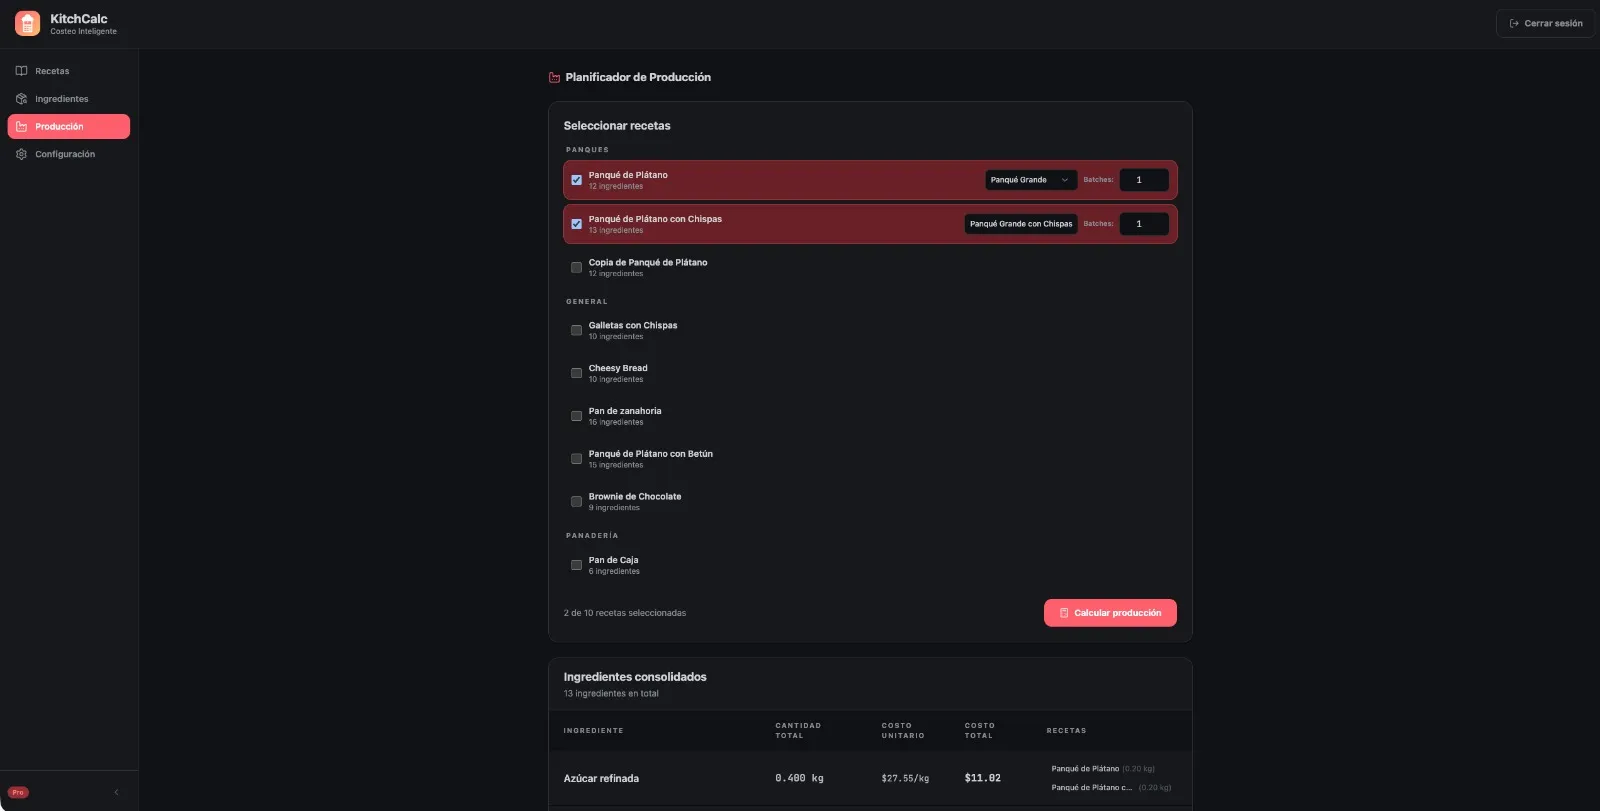 KitchCalc
Costeo Inteligente
Cerrar sesión
Recetas
Ingredientes
Producción
Configuración
Pro
Planificador de Producción
Seleccionar recetas
PANQUES
Panqué de Plátano
12 ingredientes
Panqué Grande
Batches:
1
Panqué de Plátano con Chispas
13 ingredientes
Panqué Grande con Chispas
Batches:
1
Copia de Panqué de Plátano
12 ingredientes
GENERAL
Galletas con Chispas
10 ingredientes
Cheesy Bread
10 ingredientes
Pan de zanahoria
16 ingredientes
Panqué de Plátano con Betún
15 ingredientes
Brownie de Chocolate
9 ingredientes
PANADERÍA
Pan de Caja
6 ingredientes
2 de 10 recetas seleccionadas
Calcular producción
Ingredientes consolidados
13 ingredientes en total
INGREDIENTE
CANTIDAD
TOTAL
COSTO
UNITARIO
COSTO
TOTAL
RECETAS
Azúcar refinada
0.400 kg
$27.55/kg
$11.02
Panqué de Plátano (0.20 kg)
Panqué de Plátano c... (0.20 kg)